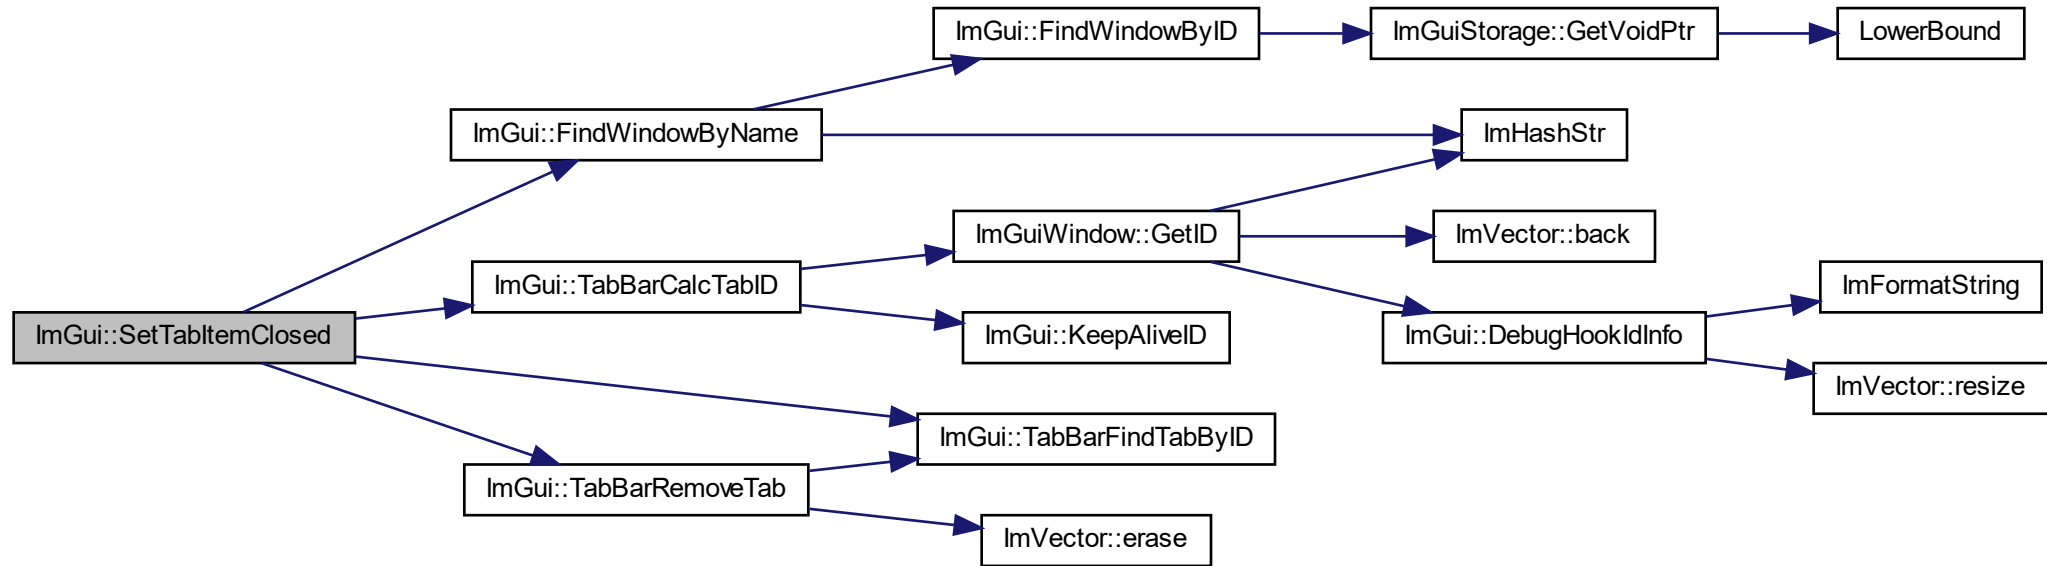 ImGui::FindWindowByID
ImGuiStorage::GetVoidPtr
LowerBound
ImGui::FindWindowByName
ImHashStr
ImGuiWindow::GetID
ImVector::back
ImGui::TabBarCalcTabID
ImFormatString
ImGui::SetTabItemClosed
ImGui::KeepAliveID
ImGui::DebugHookIdInfo
ImVector::resize
ImGui::TabBarFindTabByID
ImGui::TabBarRemoveTab
ImVector::erase